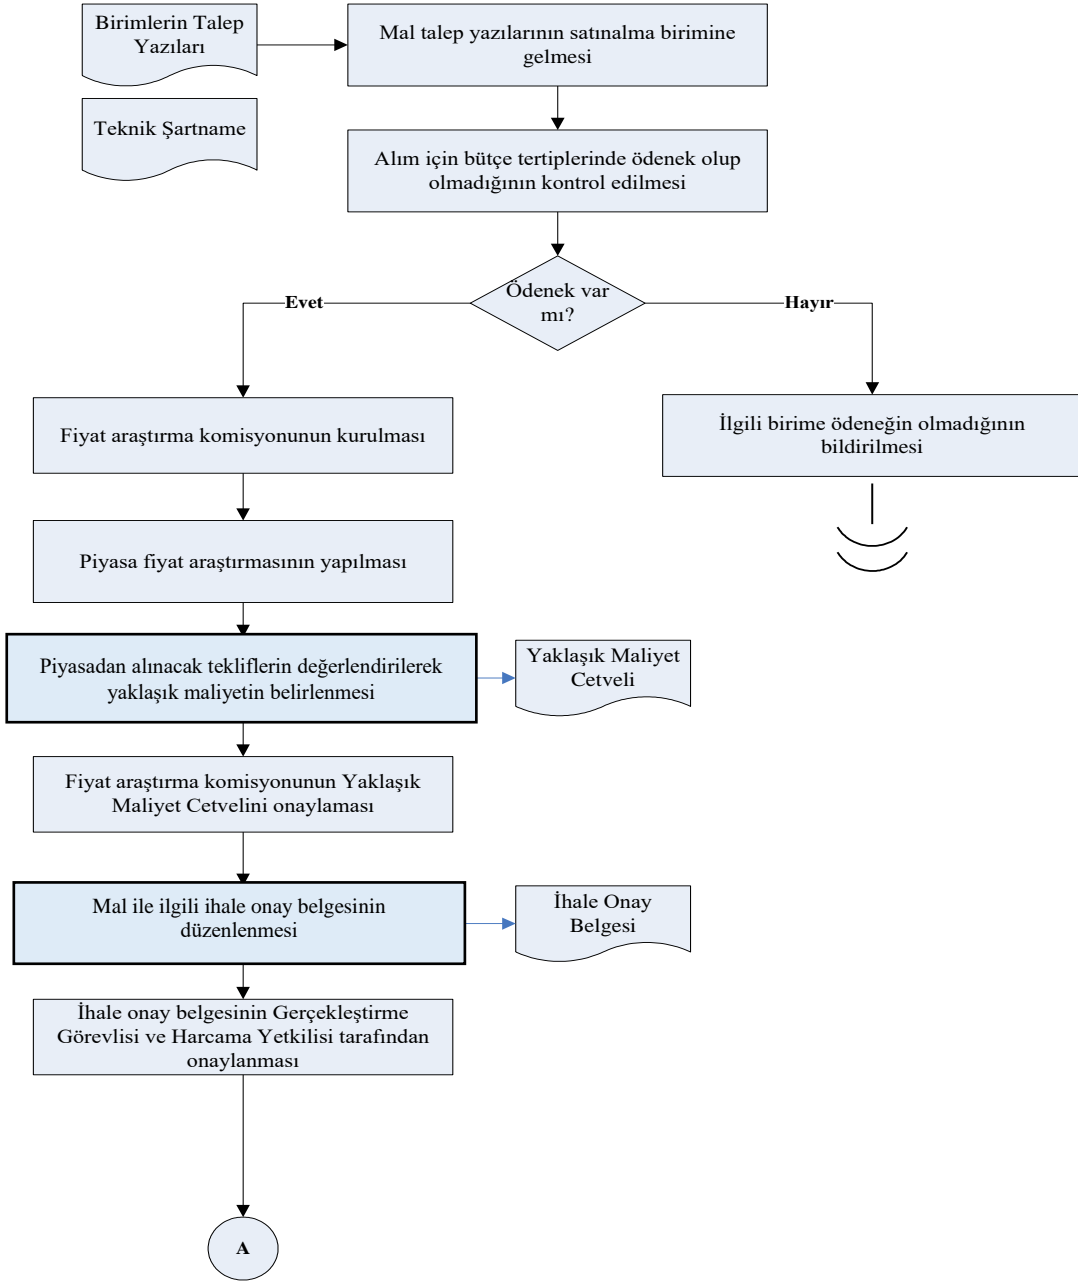 Birimlerin Talep
Yazıları
Mal talep yazılarının satınalma birimine
gelmesi
Teknik Şartname
Alım için bütçe tertiplerinde ödenek olup
olmadığının kontrol edilmesi
Ödenek var
mı?
Evet
Hayır
Fiyat araştırma komisyonunun kurulması
İlgili birime ödeneğin olmadığının
bildirilmesi
Piyasa fiyat araştırmasının yapılması
Piyasadan alınacak tekliflerin değerlendirilerek
yaklaşık maliyetin belirlenmesi
Yaklaşık Maliyet
Cetveli
Fiyat araştırma komisyonunun Yaklaşık
Maliyet Cetvelini onaylaması
Mal ile ilgili ihale onay belgesinin
düzenlenmesi
İhale Onay
Belgesi
İhale onay belgesinin Gerçekleştirme
Görevlisi ve Harcama Yetkilisi tarafından
onaylanması
A